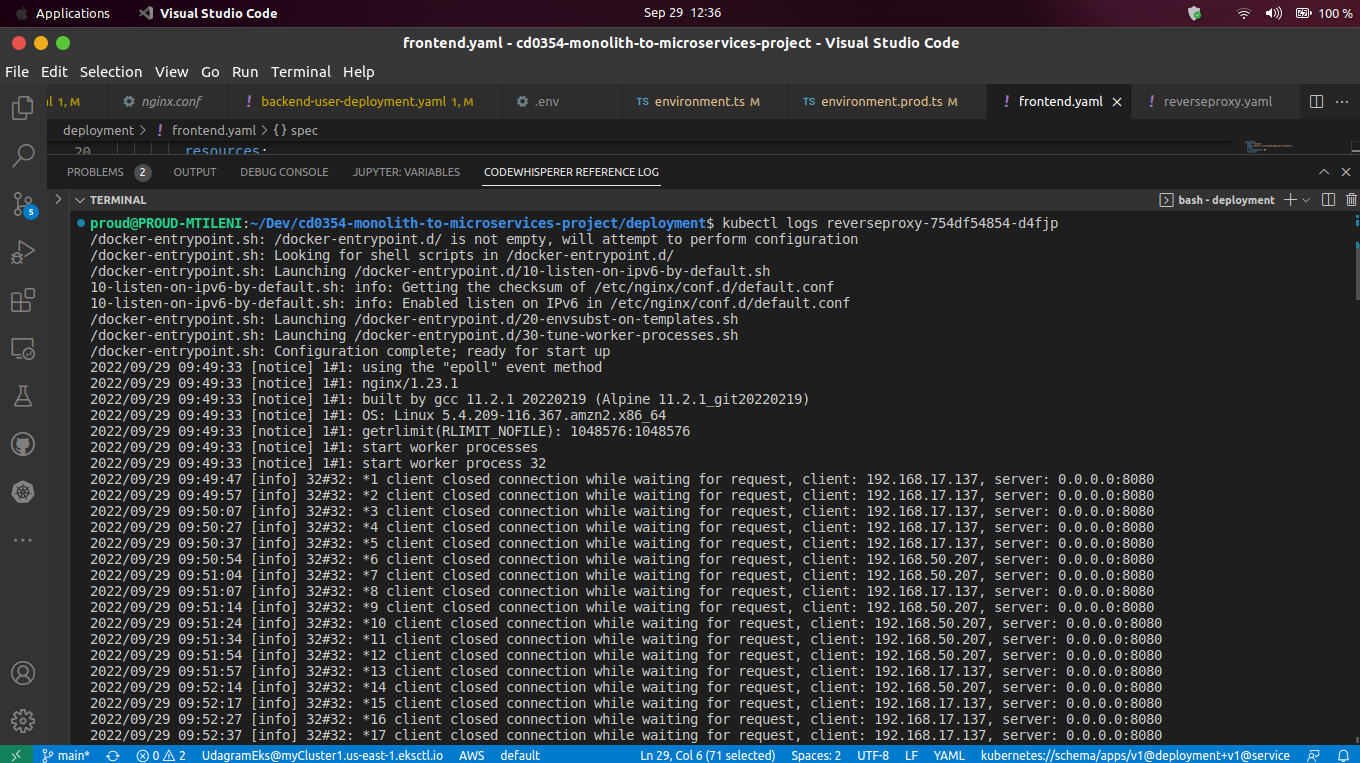 Applications Visual Studio Code Sep 29 12:36 100 %
frontend.yaml - cd0354-monolith-to-microservices-project - Visual Studio Code
File Edit Selection View Go Run Terminal Help
al 1, M nginx.conf ! backend-user-deployment.yaml 1, M .env TS environment.ts M TS environment.prod.ts M ! frontend.yaml ! reverseproxy.yaml
deployment > ! frontend.yaml > {} spec
20 resources:
PROBLEMS 2 OUTPUT DEBUG CONSOLE JUPYTER: VARIABLES CODEWHISPERER REFERENCE LOG
TERMINAL bash - deployment
proud@PROUD-MTILENI:~/Dev/cd0354-monolith-to-microservices-project/deployment$ kubectl logs reverseproxy-754df54854-d4fjp
/docker-entrypoint.sh: /docker-entrypoint.d/ is not empty, will attempt to perform configuration
/docker-entrypoint.sh: Looking for shell scripts in /docker-entrypoint.d/
/docker-entrypoint.sh: Launching /docker-entrypoint.d/10-listen-on-ipv6-by-default.sh
10-listen-on-ipv6-by-default.sh: info: Getting the checksum of /etc/nginx/conf.d/default.conf
10-listen-on-ipv6-by-default.sh: info: Enabled listen on IPv6 in /etc/nginx/conf.d/default.conf
/docker-entrypoint.sh: Launching /docker-entrypoint.d/20-envsubst-on-templates.sh
/docker-entrypoint.sh: Launching /docker-entrypoint.d/30-tune-worker-processes.sh
/docker-entrypoint.sh: Configuration complete; ready for start up
2022/09/29 09:49:33 [notice] 1#1: using the "epoll" event method
2022/09/29 09:49:33 [notice] 1#1: nginx/1.23.1
2022/09/29 09:49:33 [notice] 1#1: built by gcc 11.2.1 20220219 (Alpine 11.2.1_git20220219)
2022/09/29 09:49:33 [notice] 1#1: OS: Linux 5.4.209-116.367.amzn2.x86_64
2022/09/29 09:49:33 [notice] 1#1: getrlimit(RLIMIT_NOFILE): 1048576:1048576
2022/09/29 09:49:33 [notice] 1#1: start worker processes
2022/09/29 09:49:33 [notice] 1#1: start worker process 32
2022/09/29 09:49:47 [info] 32#32: *1 client closed connection while waiting for request, client: 192.168.17.137, server: 0.0.0.0:8080
2022/09/29 09:49:57 [info] 32#32: *2 client closed connection while waiting for request, client: 192.168.17.137, server: 0.0.0.0:8080
2022/09/29 09:50:07 [info] 32#32: *3 client closed connection while waiting for request, client: 192.168.17.137, server: 0.0.0.0:8080
2022/09/29 09:50:27 [info] 32#32: *4 client closed connection while waiting for request, client: 192.168.17.137, server: 0.0.0.0:8080
2022/09/29 09:50:37 [info] 32#32: *5 client closed connection while waiting for request, client: 192.168.17.137, server: 0.0.0.0:8080
2022/09/29 09:50:54 [info] 32#32: *6 client closed connection while waiting for request, client: 192.168.50.207, server: 0.0.0.0:8080
2022/09/29 09:51:04 [info] 32#32: *7 client closed connection while waiting for request, client: 192.168.50.207, server: 0.0.0.0:8080
2022/09/29 09:51:07 [info] 32#32: *8 client closed connection while waiting for request, client: 192.168.17.137, server: 0.0.0.0:8080
2022/09/29 09:51:14 [info] 32#32: *9 client closed connection while waiting for request, client: 192.168.50.207, server: 0.0.0.0:8080
2022/09/29 09:51:24 [info] 32#32: *10 client closed connection while waiting for request, client: 192.168.50.207, server: 0.0.0.0:8080
2022/09/29 09:51:34 [info] 32#32: *11 client closed connection while waiting for request, client: 192.168.50.207, server: 0.0.0.0:8080
2022/09/29 09:51:54 [info] 32#32: *12 client closed connection while waiting for request, client: 192.168.50.207, server: 0.0.0.0:8080
2022/09/29 09:51:57 [info] 32#32: *13 client closed connection while waiting for request, client: 192.168.17.137, server: 0.0.0.0:8080
2022/09/29 09:52:14 [info] 32#32: *14 client closed connection while waiting for request, client: 192.168.50.207, server: 0.0.0.0:8080
2022/09/29 09:52:17 [info] 32#32: *15 client closed connection while waiting for request, client: 192.168.17.137, server: 0.0.0.0:8080
2022/09/29 09:52:27 [info] 32#32: *16 client closed connection while waiting for request, client: 192.168.17.137, server: 0.0.0.0:8080
2022/09/29 09:52:37 [info] 32#32: *17 client closed connection while waiting for request, client: 192.168.17.137, server: 0.0.0.0:8080
5
main* 0 2 UdagramEks@myCluster1.us-east-1.eksctl.io AWS default Ln 29, Col 6 (71 selected) Spaces: 2 UTF-8 LF YAML kubernetes://schema/apps/v1@deployment+v1@service